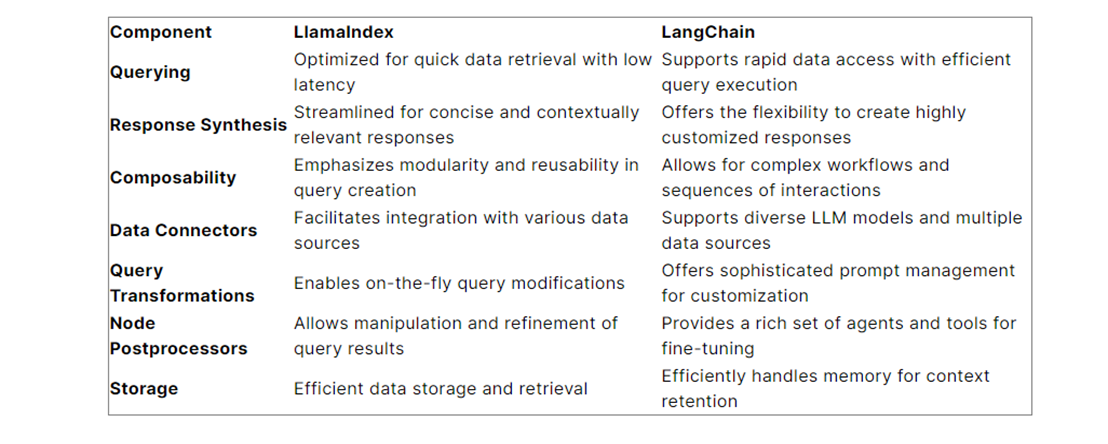 Component LlamaIndex LangChain
Querying Optimized for quick data retrieval with low latency Supports rapid data access with efficient query execution
Response Synthesis Streamlined for concise and contextually relevant responses Offers the flexibility to create highly customized responses
Composability Emphasizes modularity and reusability in query creation Allows for complex workflows and sequences of interactions
Data Connectors Facilitates integration with various data sources Supports diverse LLM models and multiple data sources
Query Transformations Enables on-the-fly query modifications Offers sophisticated prompt management for customization
Node Postprocessors Allows manipulation and refinement of query results Provides a rich set of agents and tools for fine-tuning
Storage Efficient data storage and retrieval Efficiently handles memory for context retention